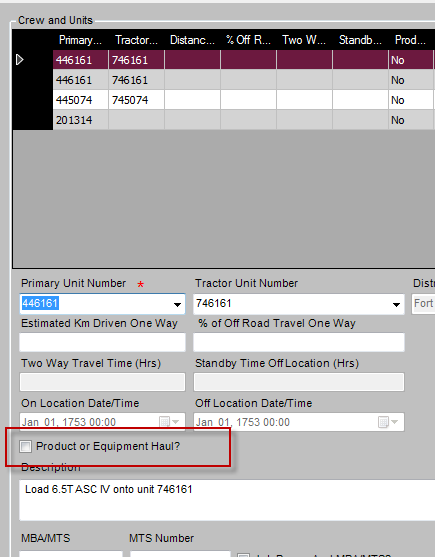 Crew and Units
Primary... Tractor... Distanc... % Off R... Two W... Standb... Prod...
446161 746161 No
446161 746161 No
445074 745074 No
201314 No
Primary Unit Number * Tractor Unit Number Distr
446161 746161 Fort
Estimated Km Driven One Way % of Off Road Travel One Way
Two Way Travel Time (Hrs) Standby Time Off Location (Hrs)
On Location Date/Time Off Location Date/Time
Jan 01, 1753 00:00 Jan 01, 1753 00:00
Product or Equipment Haul?
Description
Load 6.5T ASC IV onto unit 746161
MBA/MTS MTS Number